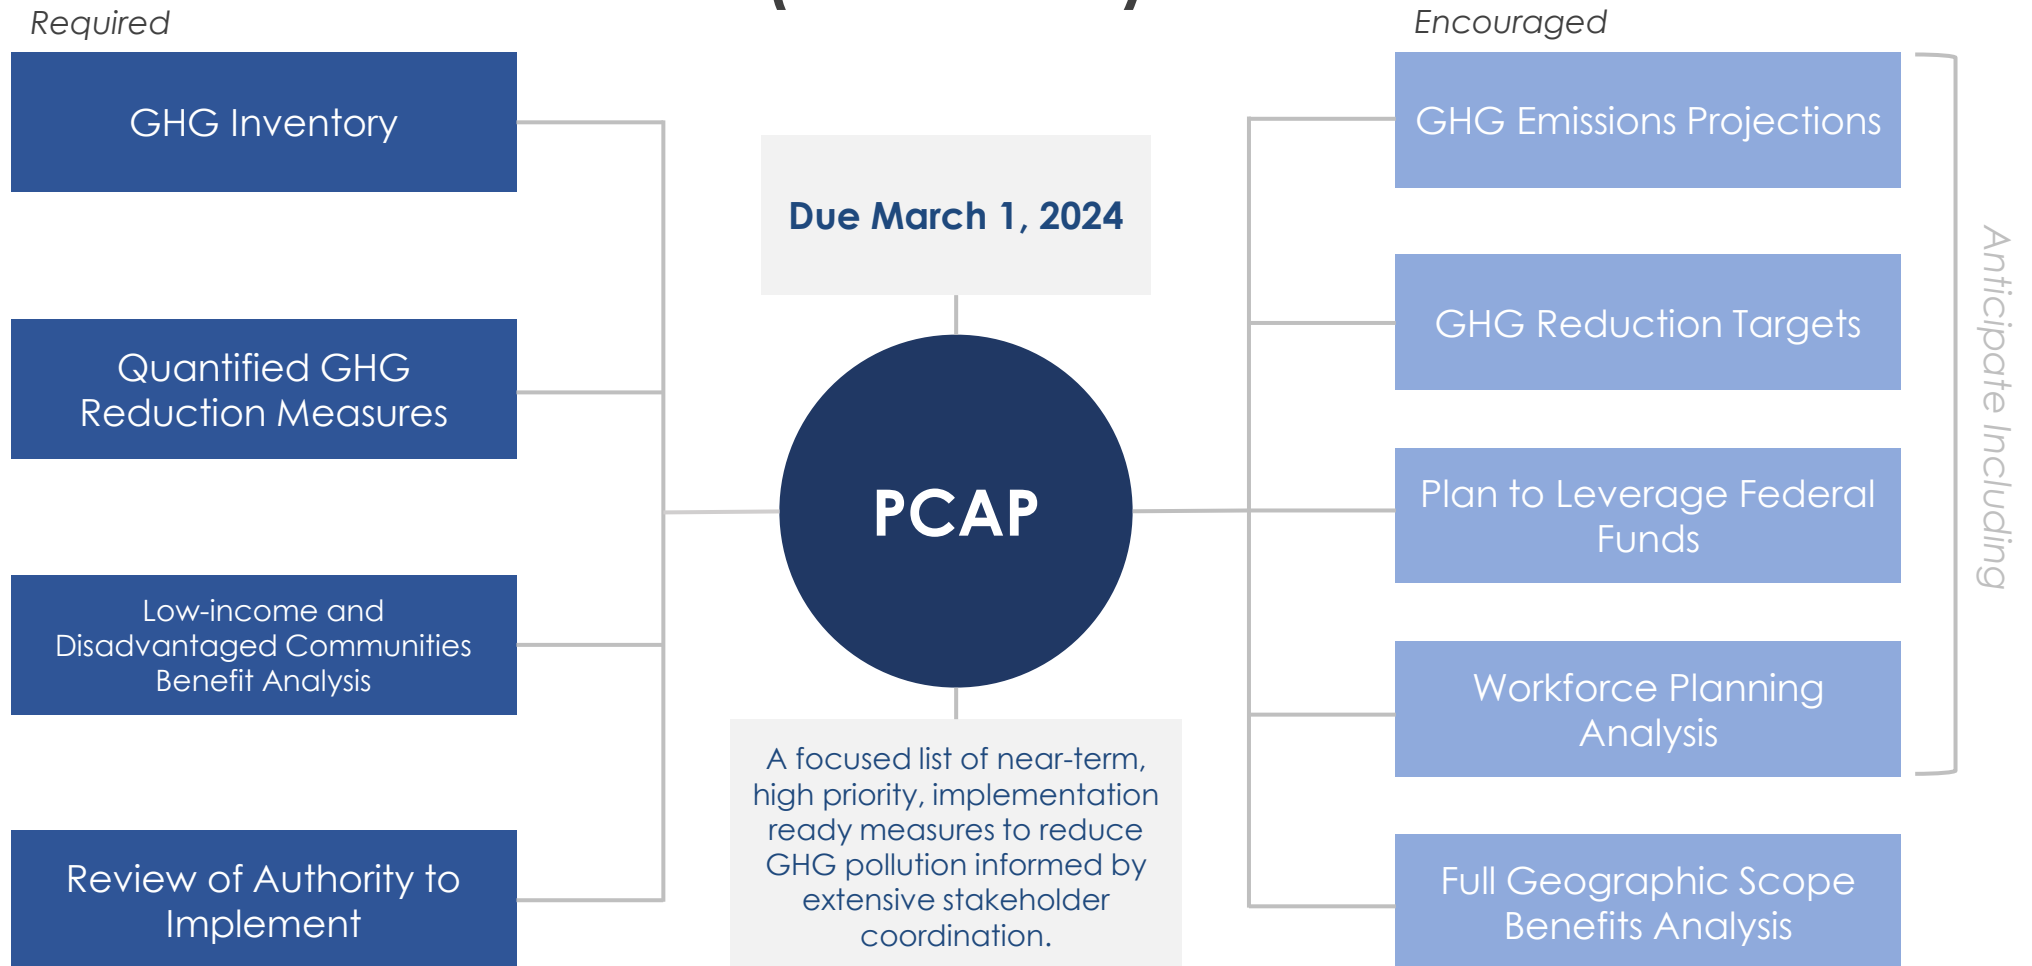 Required
GHG Inventory
Quantified GHG
Reduction Measures
Low-income and
Disadvantaged Communities
Benefit Analysis
Review of Authority to
Implement
Due March 1, 2024
PCAP
A focused list of near-term,
high priority, implementation
ready measures to reduce
GHG pollution informed by
extensive stakeholder
coordination.
Encouraged
GHG Emissions Projections
GHG Reduction Targets
Plan to Leverage Federal
Funds
Workforce Planning
Analysis
Full Geographic Scope
Benefits Analysis
Anticipate Including